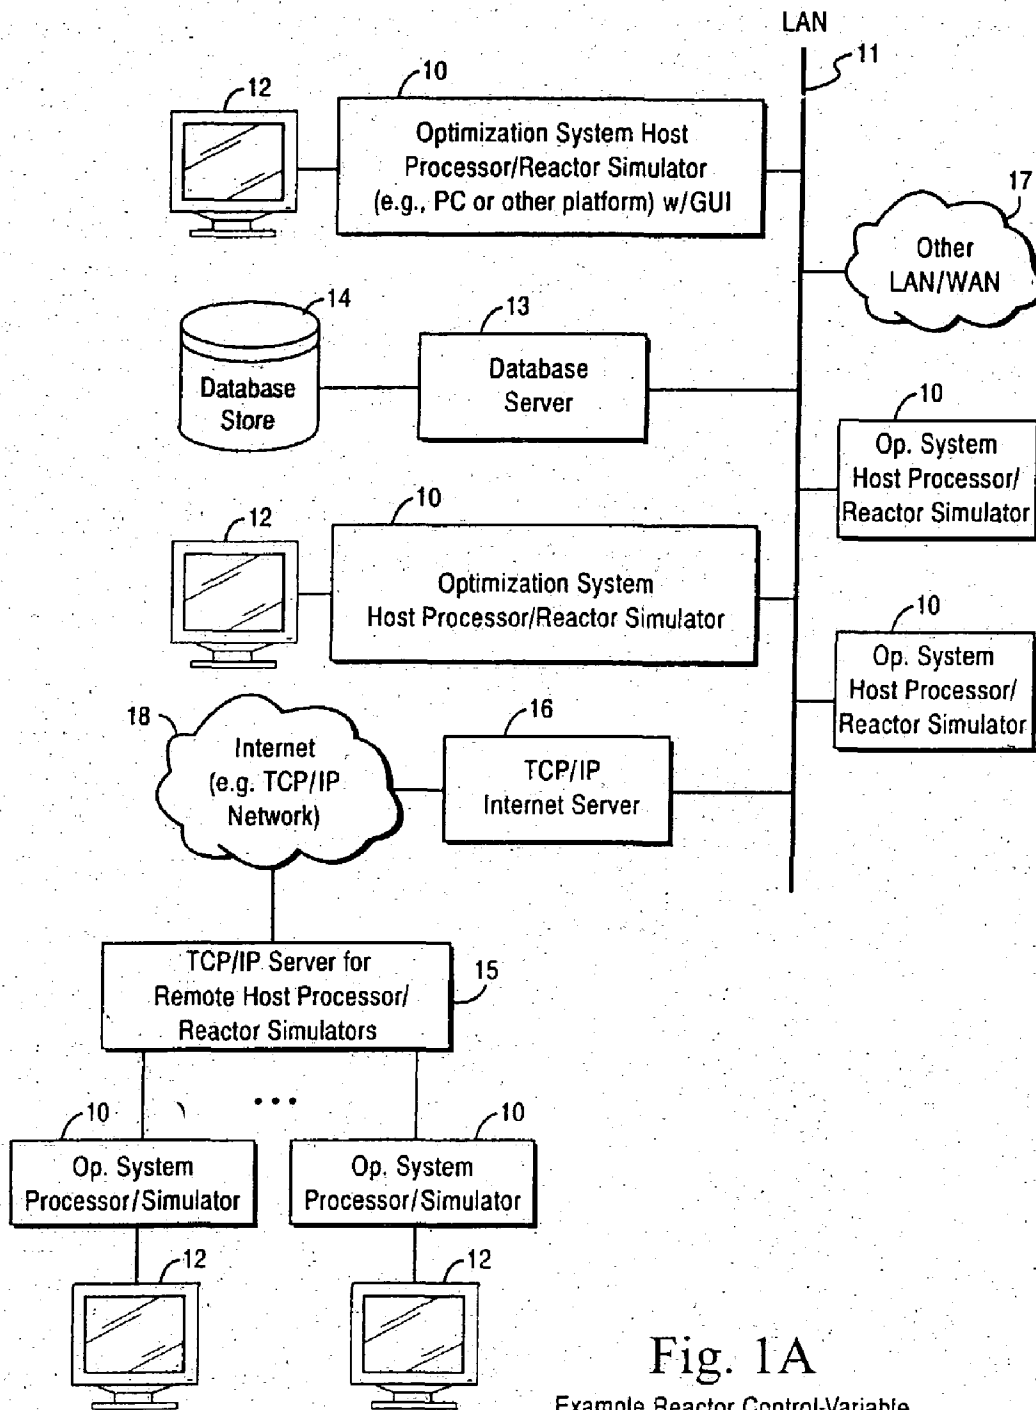 LAN
11
12
10
Optimization System Host
Processor/Reactor Simulator
(e.g., PC or other platform) w/GUI
17
Other
LAN/WAN
14
Database
Store
13
Database
Server
10
Op. System
Host Processor/
Reactor Simulator
12
10
Optimization System
Host Processor/Reactor Simulator
10
Op. System
Host Processor/
Reactor Simulator
18
Internet
(e.g. TCP/IP
Network)
16
TCP/IP
Internet Server
TCP/IP Server for
Remote Host Processor/
Reactor Simulators
15
10
Op. System
Processor/Simulator
...
10
Op. System
Processor/Simulator
12
12
Fig. 1A
Example Reactor Control-Variable